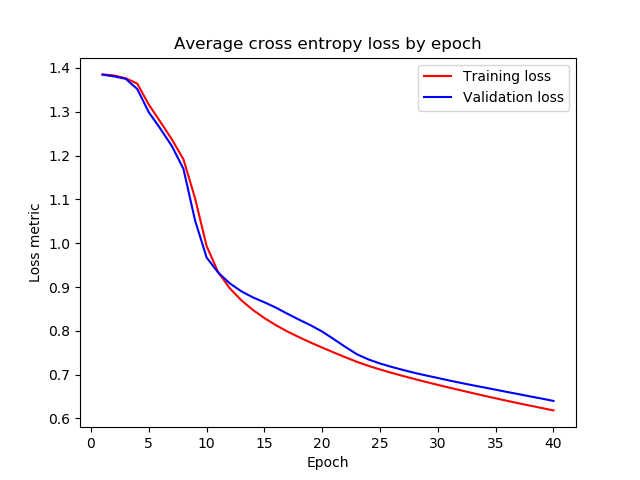 Average cross entropy loss by epoch
Training loss
Validation loss
Loss metric
1.4
1.3
1.2
1.1
1.0
0.9
0.8
0.7
0.6
0 5 10 15 20 25 30 35 40
Epoch